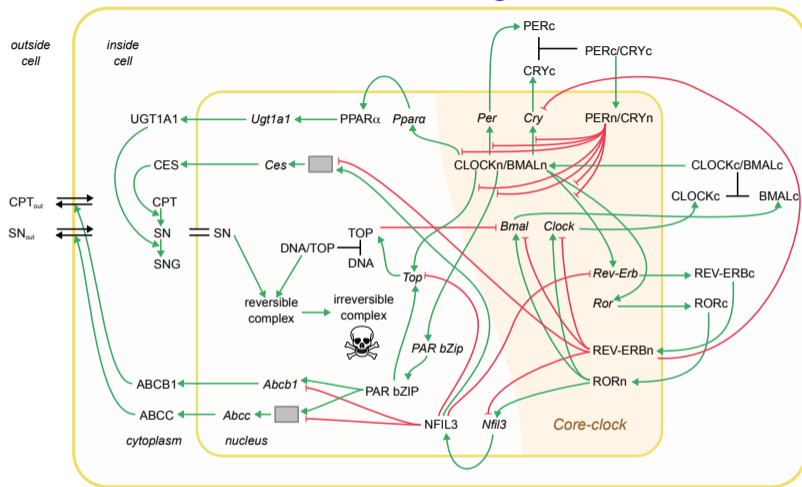 PERc
outside cell
inside cell
PERc/CRYc
CRYc
UGT1A1
Ugt1a1
PPARα
Pparα
Per
Cry
PERn/CRYn
CES
Ces
CLOCKn/BMALn
CLOCKc/BMALc
CPTout
CPT
CLOCKc
BMALc
SNout
SN
SN
TOP
Bmal
Clock
DNA/TOP
DNA
SNG
Top
Rev-Erb
REV-ERBc
reversible complex
irreversible complex
Ror
RORc
PAR bZip
REV-ERBn
ABCB1
Abcb1
PAR bZIP
RORn
ABCC
Abcc
NFIL3
Nfil3
Core-clock
cytoplasm
nucleus